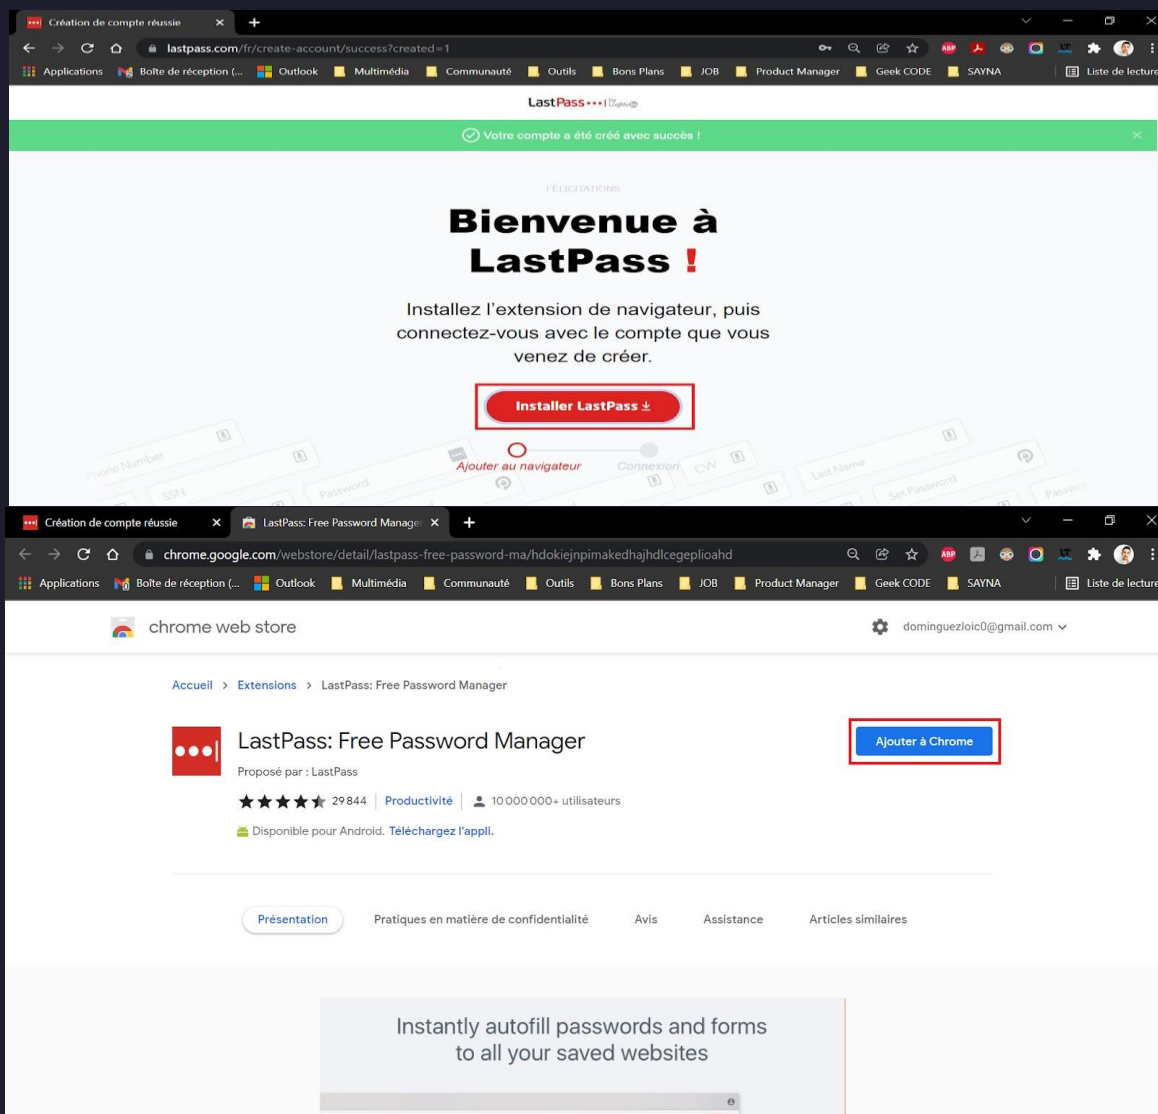 Création de compte réussie
lastpass.com/fr/create-account/success?created=1
Applications Boîte de réception (... Outlook Multimédia Communauté Outils Bons Plans JOB Product Manager Geek CODE SAYNA Liste de lecture
LastPass
Votre compte a été créé avec succès !
FÉLICITATIONS
Bienvenue à
LastPass !
Installez l'extension de navigateur, puis
connectez-vous avec le compte que vous
venez de créer.
Installer LastPass
Ajouter au navigateur Connexion
Phone Number
SSN
Password
CVV
Last Name
Set Password
Création de compte réussie LastPass: Free Password Manage
chrome.google.com/webstore/detail/lastpass-free-password-ma/hdokiejnpimakedhajhdlcegeplioahd
Applications Boîte de réception (... Outlook Multimédia Communauté Outils Bons Plans JOB Product Manager Geek CODE SAYNA Liste de lecture
chrome web store dominguezloic0@gmail.com
Accueil > Extensions > LastPass: Free Password Manager
LastPass: Free Password Manager
Ajouter à Chrome
Proposé par : LastPass
29 844 Productivité 10 000 000+ utilisateurs
Disponible pour Android. Téléchargez l'appli.
Présentation Pratiques en matière de confidentialité Avis Assistance Articles similaires
Instantly autofill passwords and forms
to all your saved websites